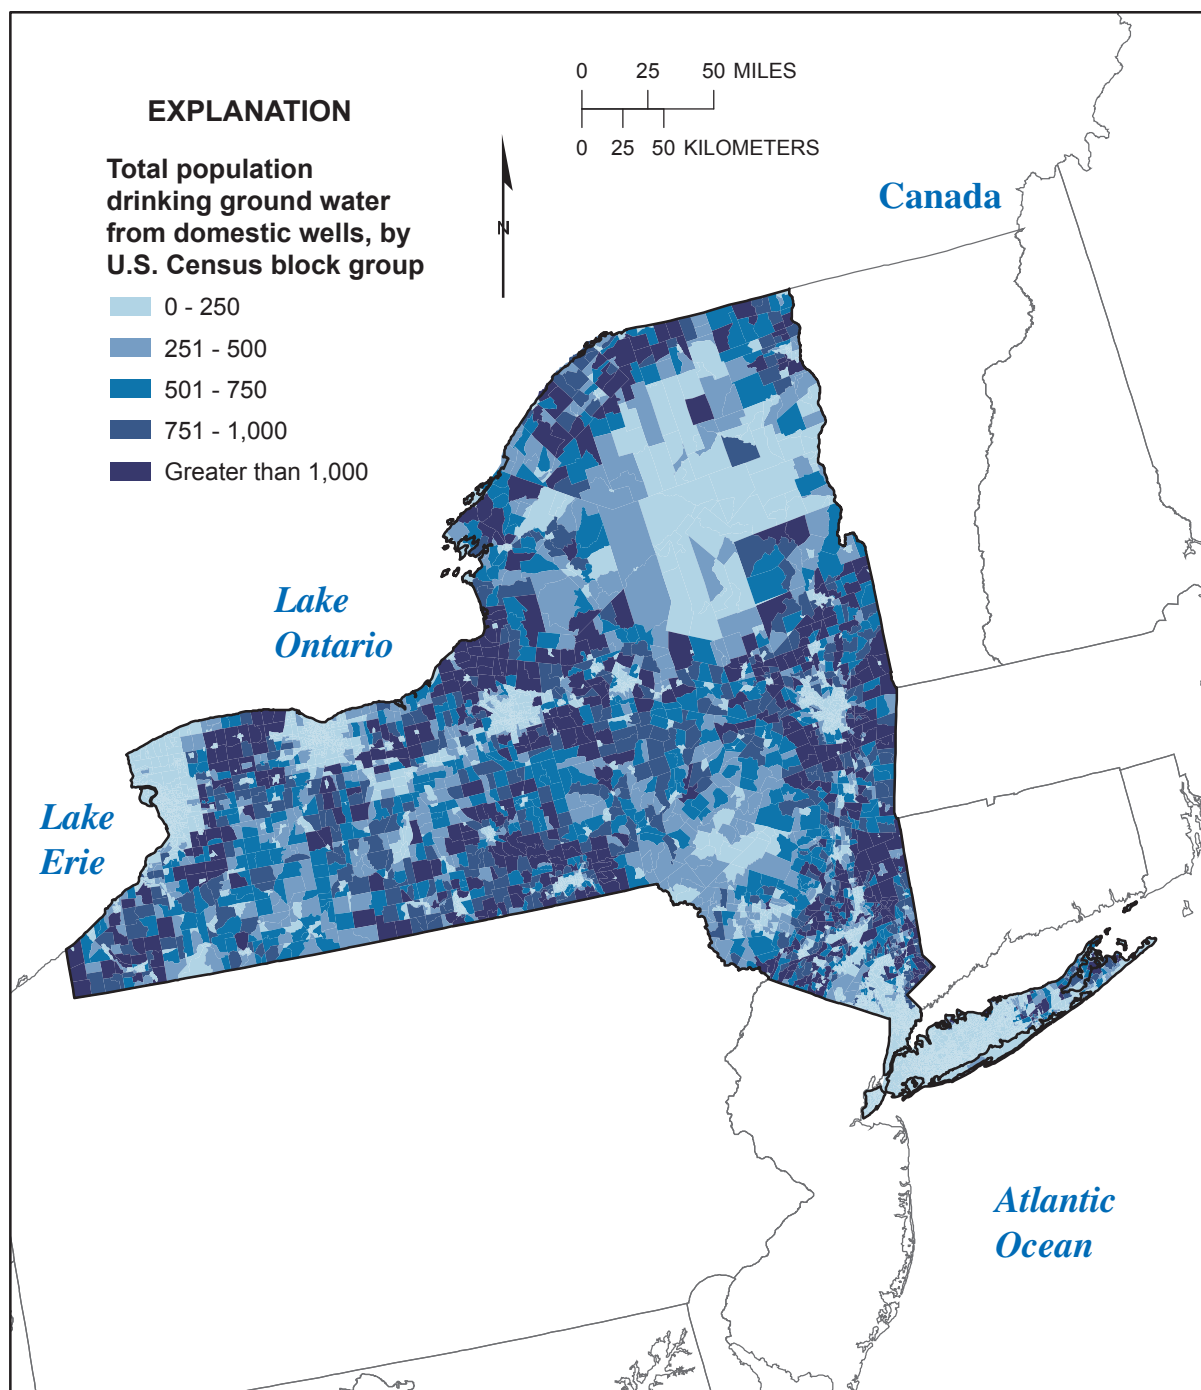 0 25 50 MILES
0 25 50 KILOMETERS
EXPLANATION
Total population
drinking ground water
from domestic wells, by
U.S. Census block group
0 - 250
251 - 500
501 - 750
751 - 1,000
Greater than 1,000
N
Canada
Lake
Ontario
Lake
Erie
Atlantic
Ocean